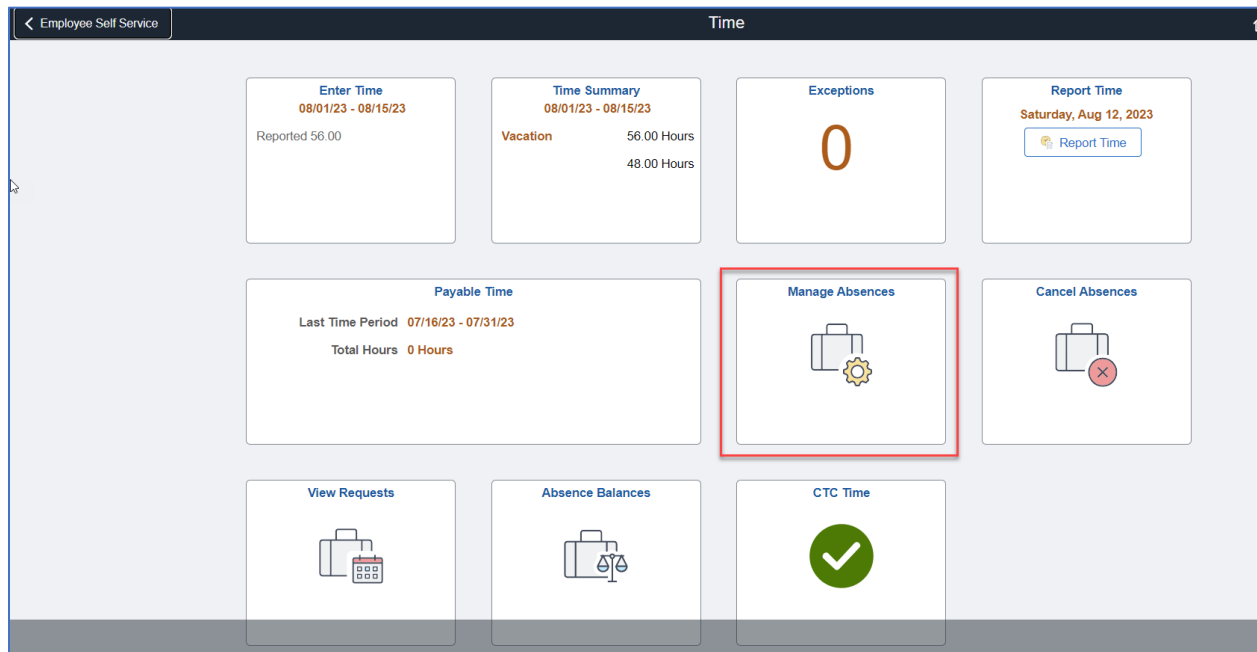 Employee Self Service
Time
Enter Time
08/01/23 - 08/15/23
Reported 56.00
Time Summary
08/01/23 - 08/15/23
Vacation 56.00 Hours
48.00 Hours
Exceptions
0
Report Time
Saturday, Aug 12, 2023
Report Time
Payable Time
Last Time Period 07/16/23 - 07/31/23
Total Hours 0 Hours
Manage Absences
Cancel Absences
View Requests
Absence Balances
CTC Time